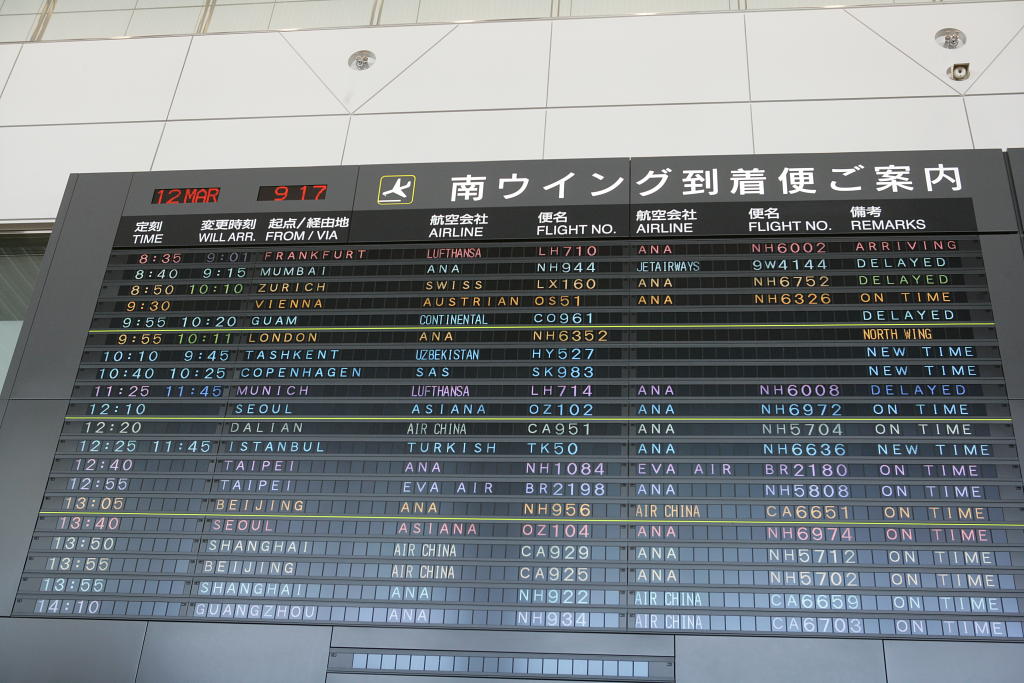 南ウイング到着便ご案内
12 MAR 9 17
定刻 変更時刻 起点/経由地 航空会社 便名 航空会社 便名 備考
TIME WILL ARR. FROM / VIA AIRLINE FLIGHT NO. AIRLINE FLIGHT NO. REMARKS
8:35 9:01 FRANKFURT LUFTHANSA LH710 ANA NH6002 ARRIVING
8:40 9:15 MUMBAI ANA NH944 JETAIRWAYS 9W4144 DELAYED
8:50 10:10 ZURICH SWISS LX160 ANA NH6752 DELAYED
9:30 VIENNA AUSTRIAN OS51 ANA NH6326 ON TIME
9:55 10:20 GUAM CONTINENTAL CO961 DELAYED
9:55 10:11 LONDON ANA NH6352 NORTH WING
10:10 9:45 TASHKENT UZBEKISTAN HY527 NEW TIME
10:40 10:25 COPENHAGEN SAS SK983 NEW TIME
11:25 11:45 MUNICH LUFTHANSA LH714 ANA NH6008 DELAYED
12:10 SEOUL ASIANA OZ102 ANA NH6972 ON TIME
12:20 DALIAN AIR CHINA CA951 ANA NH5704 ON TIME
12:25 11:45 ISTANBUL TURKISH TK50 ANA NH6636 NEW TIME
12:40 TAIPEI ANA NH1084 EVA AIR BR2180 ON TIME
12:55 TAIPEI EVA AIR BR2198 ANA NH5808 ON TIME
13:05 BEIJING ANA NH956 AIR CHINA CA6651 ON TIME
13:40 SEOUL ASIANA OZ104 ANA NH6974 ON TIME
13:50 SHANGHAI AIR CHINA CA929 ANA NH5712 ON TIME
13:55 BEIJING AIR CHINA CA925 ANA NH5702 ON TIME
13:55 SHANGHAI ANA NH922 AIR CHINA CA6659 ON TIME
14:10 GUANGZHOU ANA NH934 AIR CHINA CA6703 ON TIME